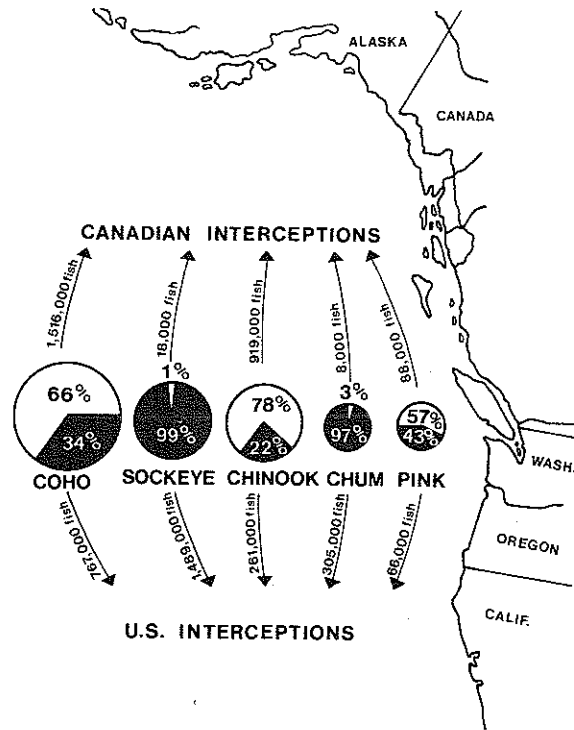 ALASKA
CANADA
CANADIAN INTERCEPTIONS
1,516,000 fish
18,000 fish
919,000 fish
8,000 fish
88,000 fish
66%
34%
1%
99%
78%
22%
3%
97%
57%
43%
COHO SOCKEYE CHINOOK CHUM PINK
767,000 fish
1,489,000 fish
261,000 fish
305,000 fish
66,000 fish
U.S. INTERCEPTIONS
WASH.
OREGON
CALIF.